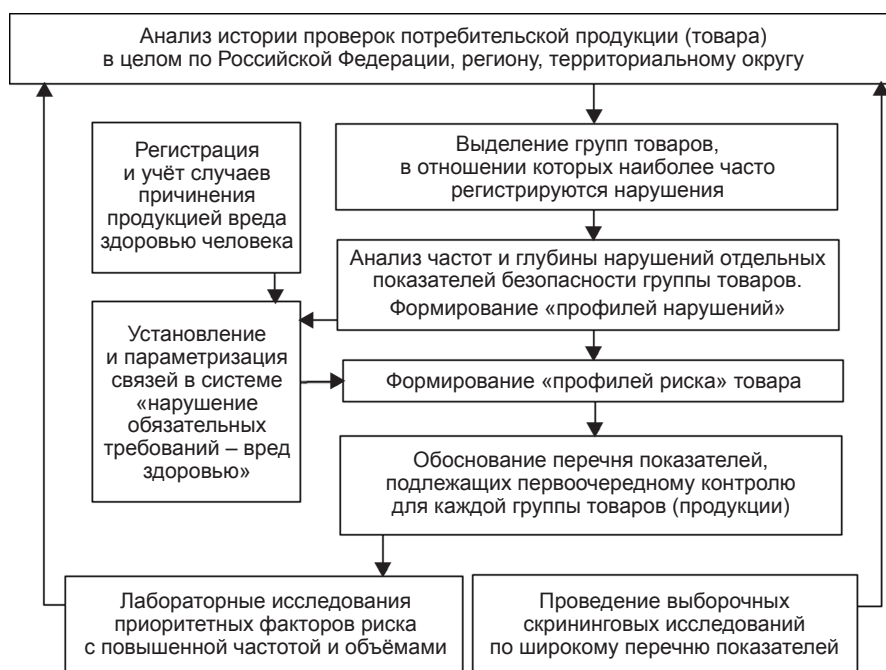 Анализ истории проверок потребительской продукции (товара)
в целом по Российской Федерации, региону, территориальному округу
Регистрация
и учёт случаев
причинения
продукцией вреда
здоровью человека
Выделение групп товаров,
в отношении которых наиболее часто
регистрируются нарушения
Анализ частот и глубины нарушений отдельных
показателей безопасности группы товаров.
Формирование «профилей нарушений»
Установление
и параметризация
связей в системе
«нарушение
обязательных
требований – вред
здоровью»
Формирование «профилей риска» товара
Обоснование перечня показателей,
подлежащих первоочередному контролю
для каждой группы товаров (продукции)
Лабораторные исследования
приоритетных факторов риска
с повышенной частотой и объёмами
Проведение выборочных
скрининговых исследований
по широкому перечню показателей